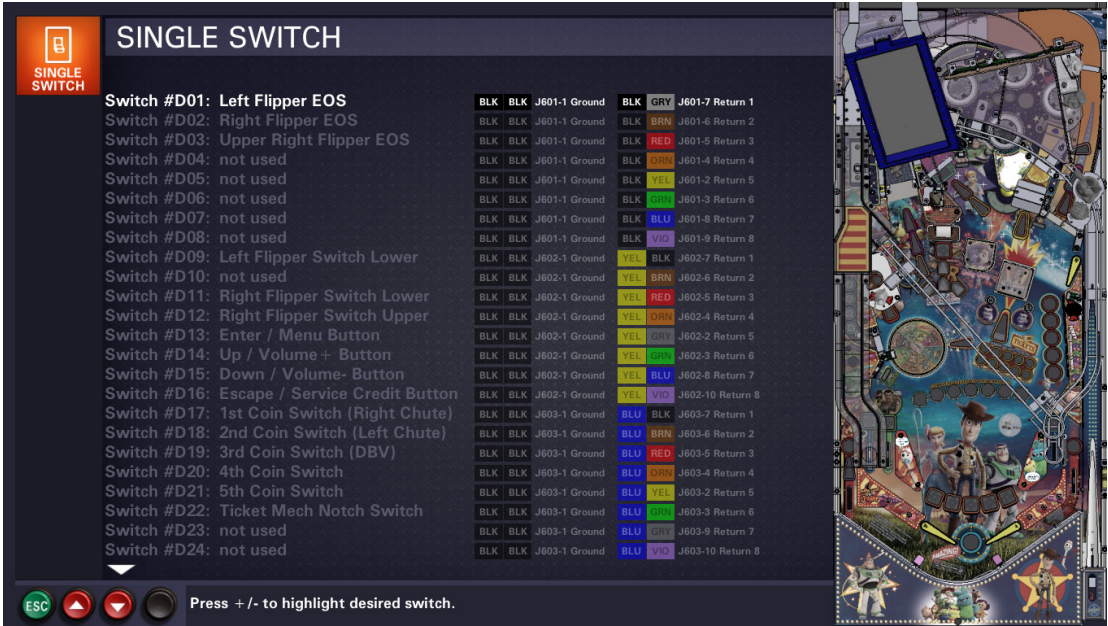 SINGLE SWITCH
SINGLE
SWITCH
Switch #D01: Left Flipper EOS BLK BLK J601-1 Ground BLK GRY J601-7 Return 1
Switch #D02: Right Flipper EOS BLK BLK J601-1 Ground BLK BRN J601-6 Return 2
Switch #D03: Upper Right Flipper EOS BLK BLK J601-1 Ground BLK RED J601-5 Return 3
Switch #D04: not used BLK BLK J601-1 Ground BLK ORN J601-4 Return 4
Switch #D05: not used BLK BLK J601-1 Ground BLK YEL J601-2 Return 5
Switch #D06: not used BLK BLK J601-1 Ground BLK GRN J601-3 Return 6
Switch #D07: not used BLK BLK J601-1 Ground BLK BLU J601-8 Return 7
Switch #D08: not used BLK BLK J601-1 Ground BLK VIO J601-9 Return 8
Switch #D09: Left Flipper Switch Lower BLK BLK J602-1 Ground YEL BLK J602-7 Return 1
Switch #D10: not used BLK BLK J602-1 Ground YEL BRN J602-6 Return 2
Switch #D11: Right Flipper Switch Lower BLK BLK J602-1 Ground YEL RED J602-5 Return 3
Switch #D12: Right Flipper Switch Upper BLK BLK J602-1 Ground YEL ORN J602-4 Return 4
Switch #D13: Enter / Menu Button BLK BLK J602-1 Ground YEL GRY J602-2 Return 5
Switch #D14: Up / Volume+ Button BLK BLK J602-1 Ground YEL GRN J602-3 Return 6
Switch #D15: Down / Volume- Button BLK BLK J602-1 Ground YEL BLU J602-8 Return 7
Switch #D16: Escape / Service Credit Button BLK BLK J602-1 Ground YEL VIO J602-10 Return 8
Switch #D17: 1st Coin Switch (Right Chute) BLK BLK J603-1 Ground BLU BLK J603-7 Return 1
Switch #D18: 2nd Coin Switch (Left Chute) BLK BLK J603-1 Ground BLU BRN J603-6 Return 2
Switch #D19: 3rd Coin Switch (DBV) BLK BLK J603-1 Ground BLU RED J603-5 Return 3
Switch #D20: 4th Coin Switch BLK BLK J603-1 Ground BLU ORN J603-4 Return 4
Switch #D21: 5th Coin Switch BLK BLK J603-1 Ground BLU YEL J603-2 Return 5
Switch #D22: Ticket Mech Notch Switch BLK BLK J603-1 Ground BLU GRN J603-3 Return 6
Switch #D23: not used BLK BLK J603-1 Ground BLU GRY J603-9 Return 7
Switch #D24: not used BLK BLK J603-1 Ground BLU VIO J603-10 Return 8
ESC Press +/- to highlight desired switch.
TICKETS
AMAZING!